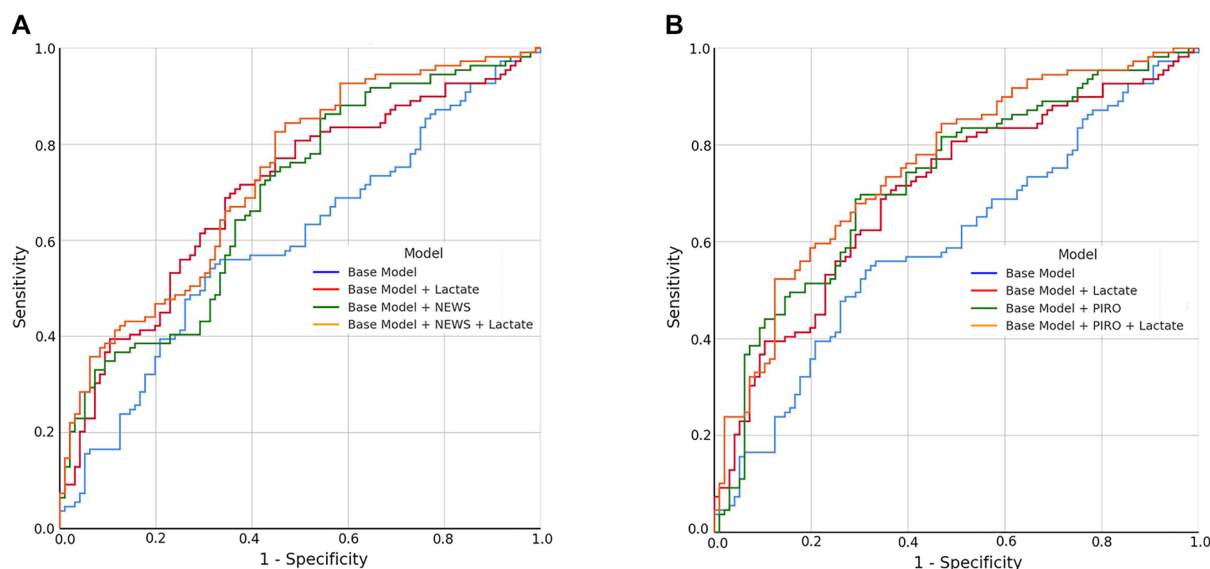 A
B
1.0
0.8
0.6
0.4
0.2
0.0
Sensitivity
Model
Base Model
Base Model + Lactate
Base Model + NEWS
Base Model + NEWS + Lactate
0.0 0.2 0.4 0.6 0.8 1.0
1 - Specificity
1.0
0.8
0.6
0.4
0.2
0.0
Sensitivity
Model
Base Model
Base Model + Lactate
Base Model + PIRO
Base Model + PIRO + Lactate
0.0 0.2 0.4 0.6 0.8 1.0
1 - Specificity